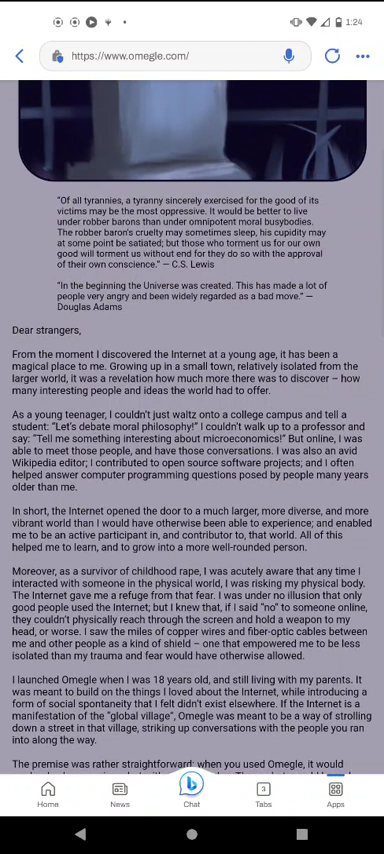 1:24
https://www.omegle.com/
“Of all tyrannies, a tyranny sincerely exercised for the good of its
victims may be the most oppressive. It would be better to live
under robber barons than under omnipotent moral busybodies.
The robber baron's cruelty may sometimes sleep, his cupidity may
at some point be satiated; but those who torment us for our own
good will torment us without end for they do so with the approval
of their own conscience.” — C.S. Lewis
“In the beginning the Universe was created. This has made a lot of
people very angry and been widely regarded as a bad move.” —
Douglas Adams
Dear strangers,
From the moment I discovered the Internet at a young age, it has been a
magical place to me. Growing up in a small town, relatively isolated from the
larger world, it was a revelation how much more there was to discover – how
many interesting people and ideas the world had to offer.
As a young teenager, I couldn't just waltz onto a college campus and tell a
student: “Let's debate moral philosophy!” I couldn't walk up to a professor and
say: “Tell me something interesting about microeconomics!” But online, I was
able to meet those people, and have those conversations. I was also an avid
Wikipedia editor; I contributed to open source software projects; and I often
helped answer computer programming questions posed by people many years
older than me.
In short, the Internet opened the door to a much larger, more diverse, and more
vibrant world than I would have otherwise been able to experience; and enabled
me to be an active participant in, and contributor to, that world. All of this
helped me to learn, and to grow into a more well-rounded person.
Moreover, as a survivor of childhood rape, I was acutely aware that any time I
interacted with someone in the physical world, I was risking my physical body.
The Internet gave me a refuge from that fear. I was under no illusion that only
good people used the Internet; but I knew that, if I said “no” to someone online,
they couldn't physically reach through the screen and hold a weapon to my
head, or worse. I saw the miles of copper wires and fiber-optic cables between
me and other people as a kind of shield – one that empowered me to be less
isolated than my trauma and fear would have otherwise allowed.
I launched Omegle when I was 18 years old, and still living with my parents. It
was meant to build on the things I loved about the Internet, while introducing a
form of social spontaneity that I felt didn't exist elsewhere. If the Internet is a
manifestation of the “global village”, Omegle was meant to be a way of strolling
down a street in that village, striking up conversations with the people you ran
into along the way.
The premise was rather straightforward: when you used Omegle, it would
Home
News
Chat
3
Tabs
Apps